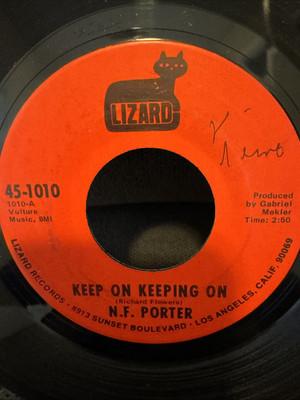 LIZARD
45-1010
1010-A
Vulture
Music, BMI
Produced
by Gabriel
Mekler
Time: 2:50
KEEP ON KEEPING ON
(Richard Flowers)
N.F. PORTER
LIZARD RECORDS · 8913 SUNSET BOULEVARD · LOS ANGELES, CALIF. 90069